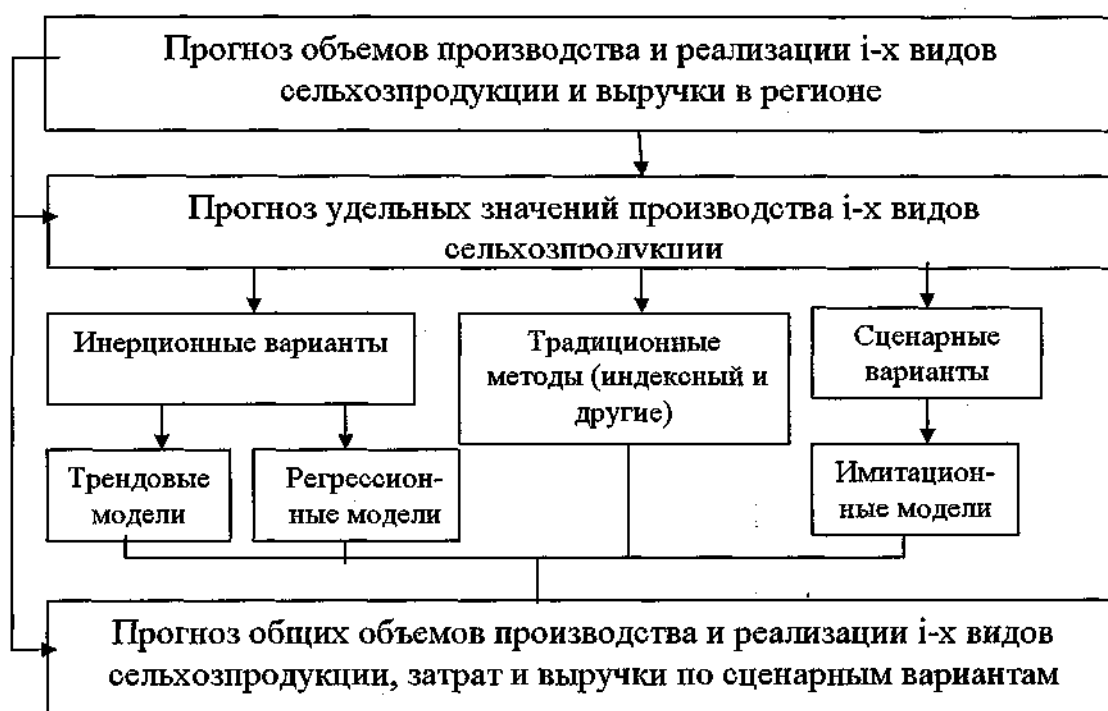 Прогноз объемов производства и реализации i-х видов
сельхозпродукции и выручки в регионе
Прогноз удельных значений производства i-х видов
сельхозпродукции
Инерционные варианты
Традиционные
методы (индексный и
другие)
Сценарные
варианты
Трендовые
модели
Регрессион-
ные модели
Имитацион-
ные модели
Прогноз общих объемов производства и реализации i-х видов
сельхозпродукции, затрат и выручки по сценарным вариантам